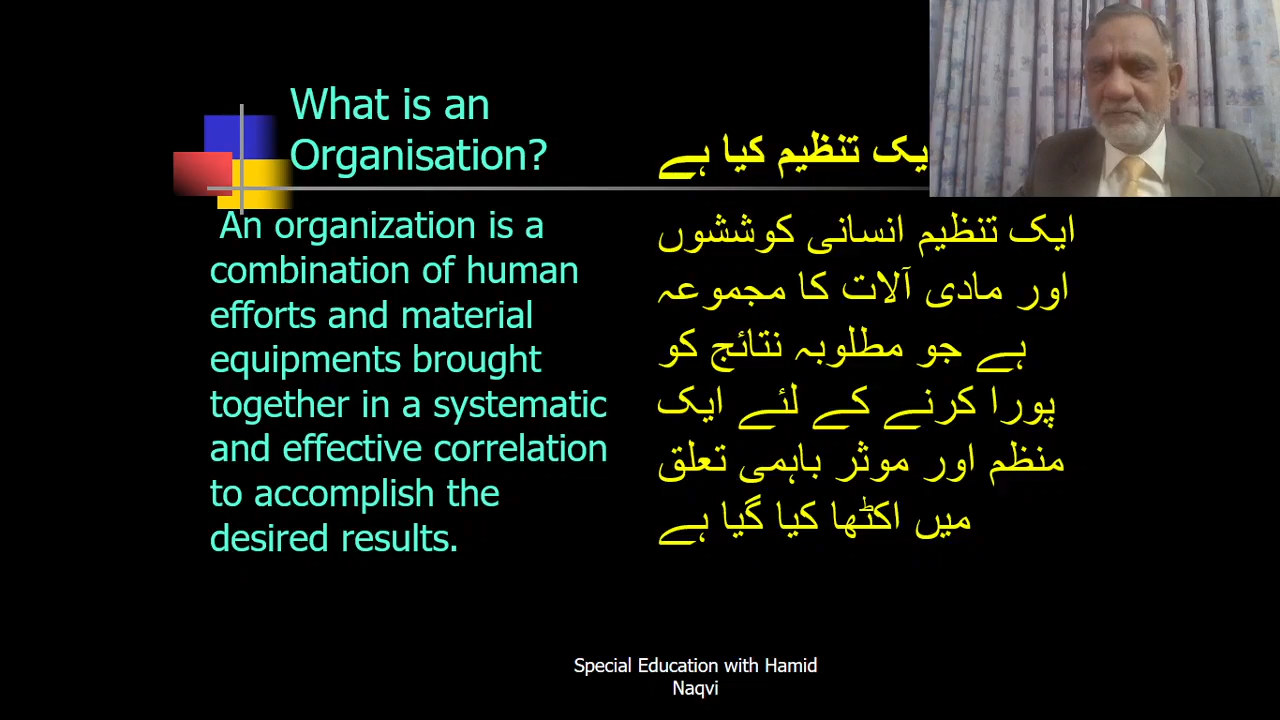 What is an
Organisation?
An organization is a
combination of human
efforts and material
equipments brought
together in a systematic
and effective correlation
to accomplish the
desired results.
یک تنظیم کیا ہے
ایک تنظیم انسانی کوششوں
اور مادی آلات کا مجموعہ
ہے جو مطلوبہ نتائج کو
پورا کرنے کے لئے ایک
منظم اور موثر باہمی تعلق
میں اکٹھا کیا گیا ہے
Special Education with Hamid
Naqvi